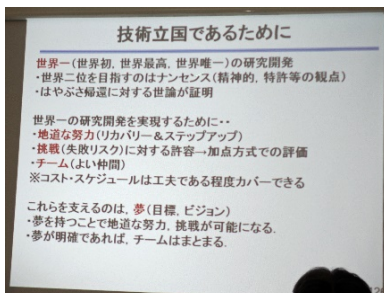 技術立国であるために
世界一(世界初, 世界最高, 世界唯一)の研究開発
・世界二位を目指すのはナンセンス(精神的, 特許等の観点)
・はやぶさ帰還に対する世論が証明
世界一の研究開発を実現するために・・
・地道な努力(リカバリー＆ステップアップ)
・挑戦(失敗リスク)に対する許容→加点方式での評価
・チーム(よい仲間)
※コスト・スケジュールは工夫である程度カバーできる
これらを支えるのは, 夢(目標, ビジョン)
・夢を持つことで地道な努力, 挑戦が可能になる.
・夢が明確であれば, チームはまとまる.